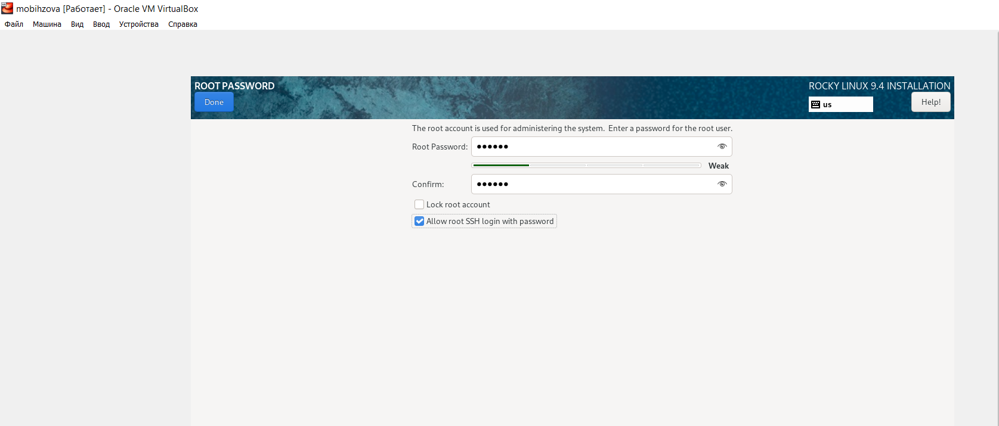 mobihzova [Работает] - Oracle VM VirtualBox
Файл Машина Вид Ввод Устройства Справка
ROOT PASSWORD
ROCKY LINUX 9.4 INSTALLATION
Done
us
Help!
The root account is used for administering the system. Enter a password for the root user.
Root Password: ●●●●●●
Weak
Confirm: ●●●●●●
Lock root account
Allow root SSH login with password